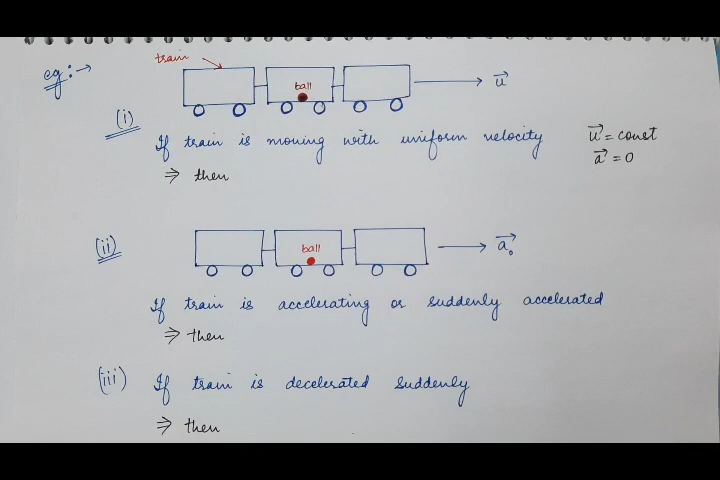 eg:→
train
ball
u⃗
(i)
If train is moving with uniform velocity
u⃗ = const
a⃗ = 0
⇒ then
(ii)
ball
a⃗₀
If train is accelerating or suddenly accelerated
⇒ then
(iii) If train is decelerated suddenly
⇒ then